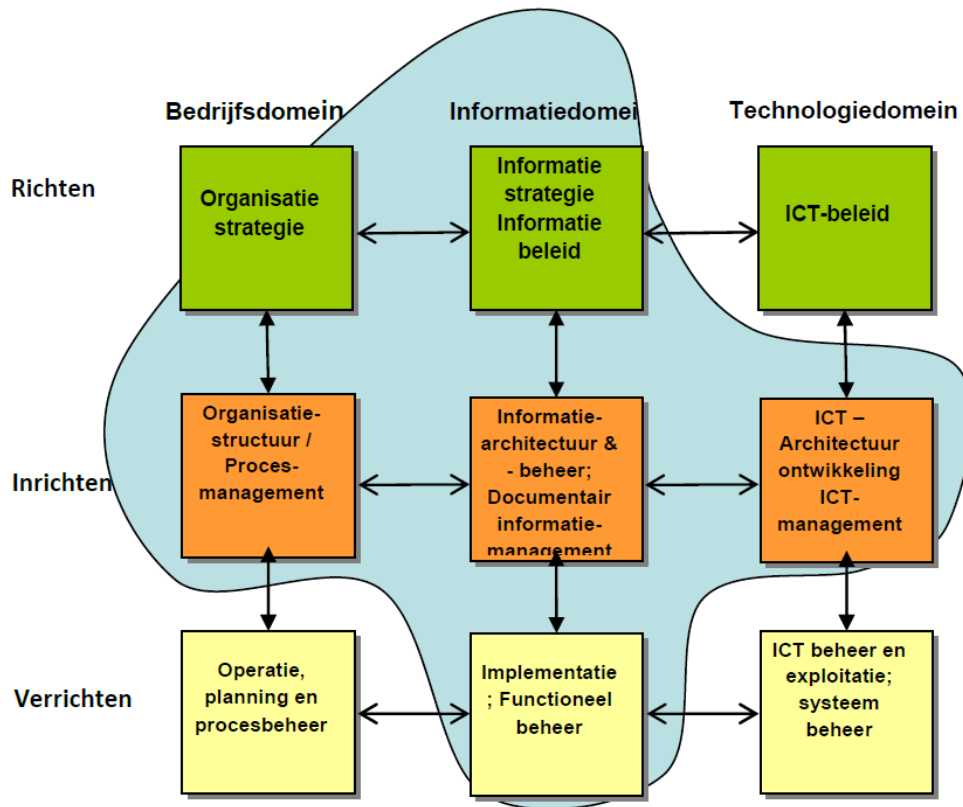 Bedrijfsdomein
Informatiedomei
Technologiedomein
Richten
Organisatie
strategie
Informatie
strategie
Informatie
beleid
ICT-beleid
Inrichten
Organisatie-
structuur /
Proces-
management
Informatie-
architectuur &
- beheer;
Documentair
informatie-
management
ICT –
Architectuur
ontwikkeling
ICT-
management
Verrichten
Operatie,
planning en
procesbeheer
Implementatie
; Functioneel
beheer
ICT beheer en
exploitatie;
systeem
beheer